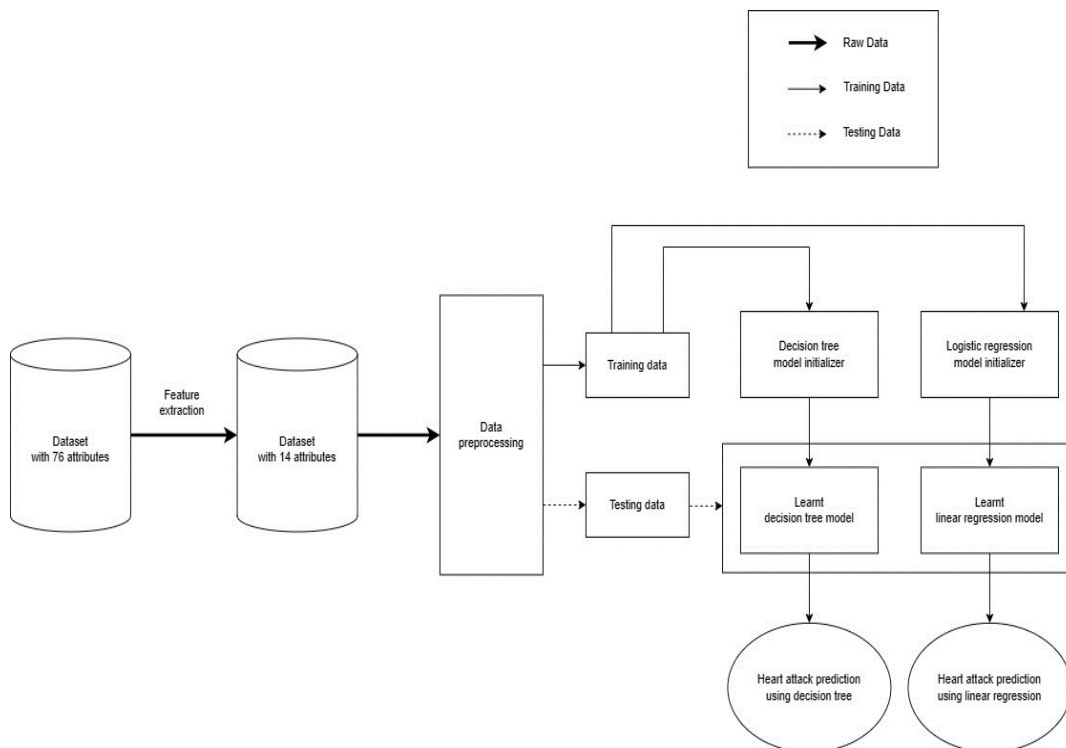 Raw Data
Training Data
Testing Data
Feature
extraction
Dataset
with 76 attributes
Dataset
with 14 attributes
Data
preprocessing
Training data
Testing data
Decision tree
model initializer
Logistic regression
model initializer
Learnt
decision tree model
Learnt
linear regression model
Heart attack prediction
using decision tree
Heart attack prediction
using linear regression